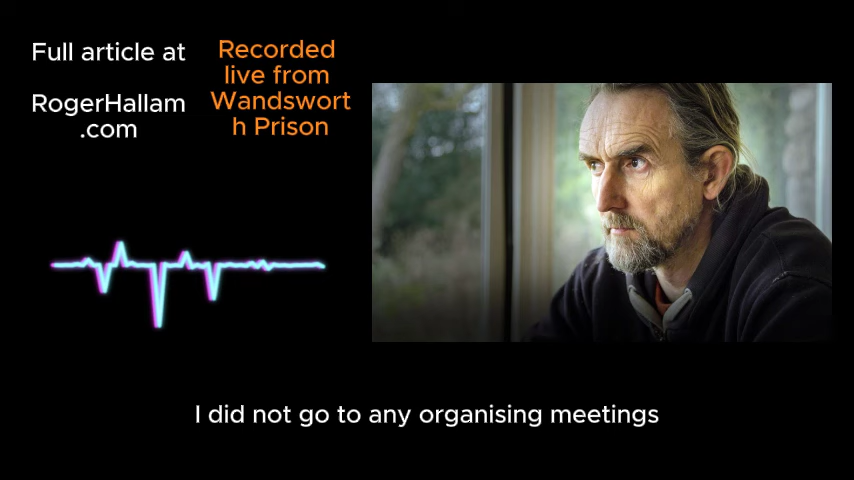 Full article at
RogerHallam
.com
Recorded
live from
Wandswort
h Prison
I did not go to any organising meetings